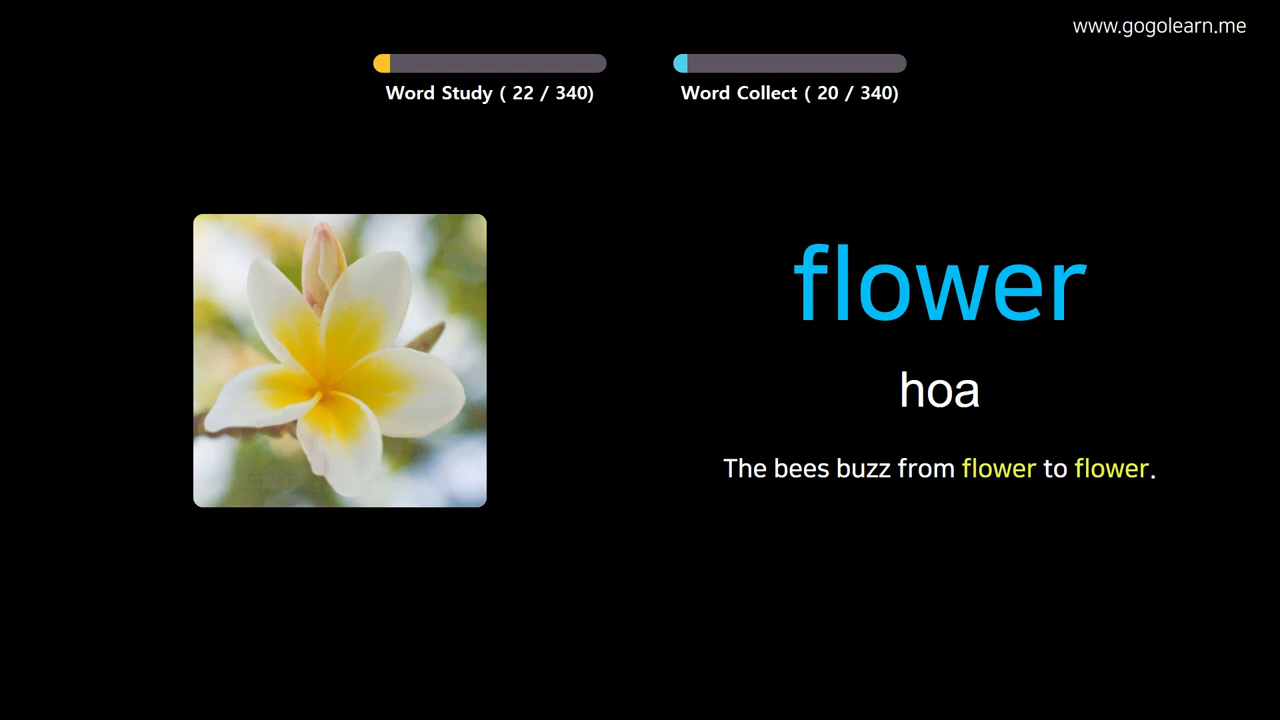 www.gogolearn.me
Word Study ( 22 / 340)
Word Collect ( 20 / 340)
flower
hoa
The bees buzz from flower to flower.